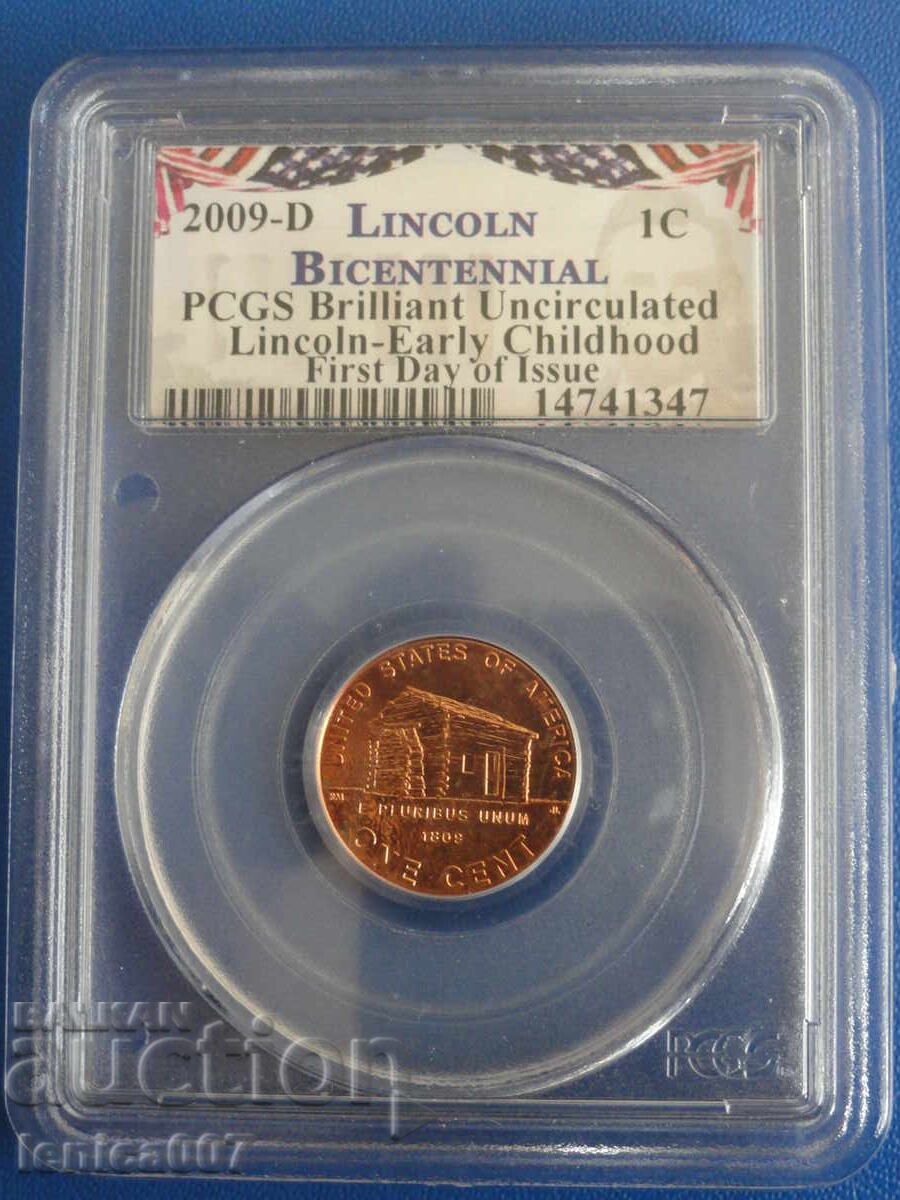 2009-D LINCOLN 1C
BICENTENNIAL
PCGS Brilliant Uncirculated
Lincoln-Early Childhood
First Day of Issue
14741347
UNITED STATES OF AMERICA
E PLURIBUS UNUM
1809
ONE CENT
PCGS
BALKAN
auction
ienica007